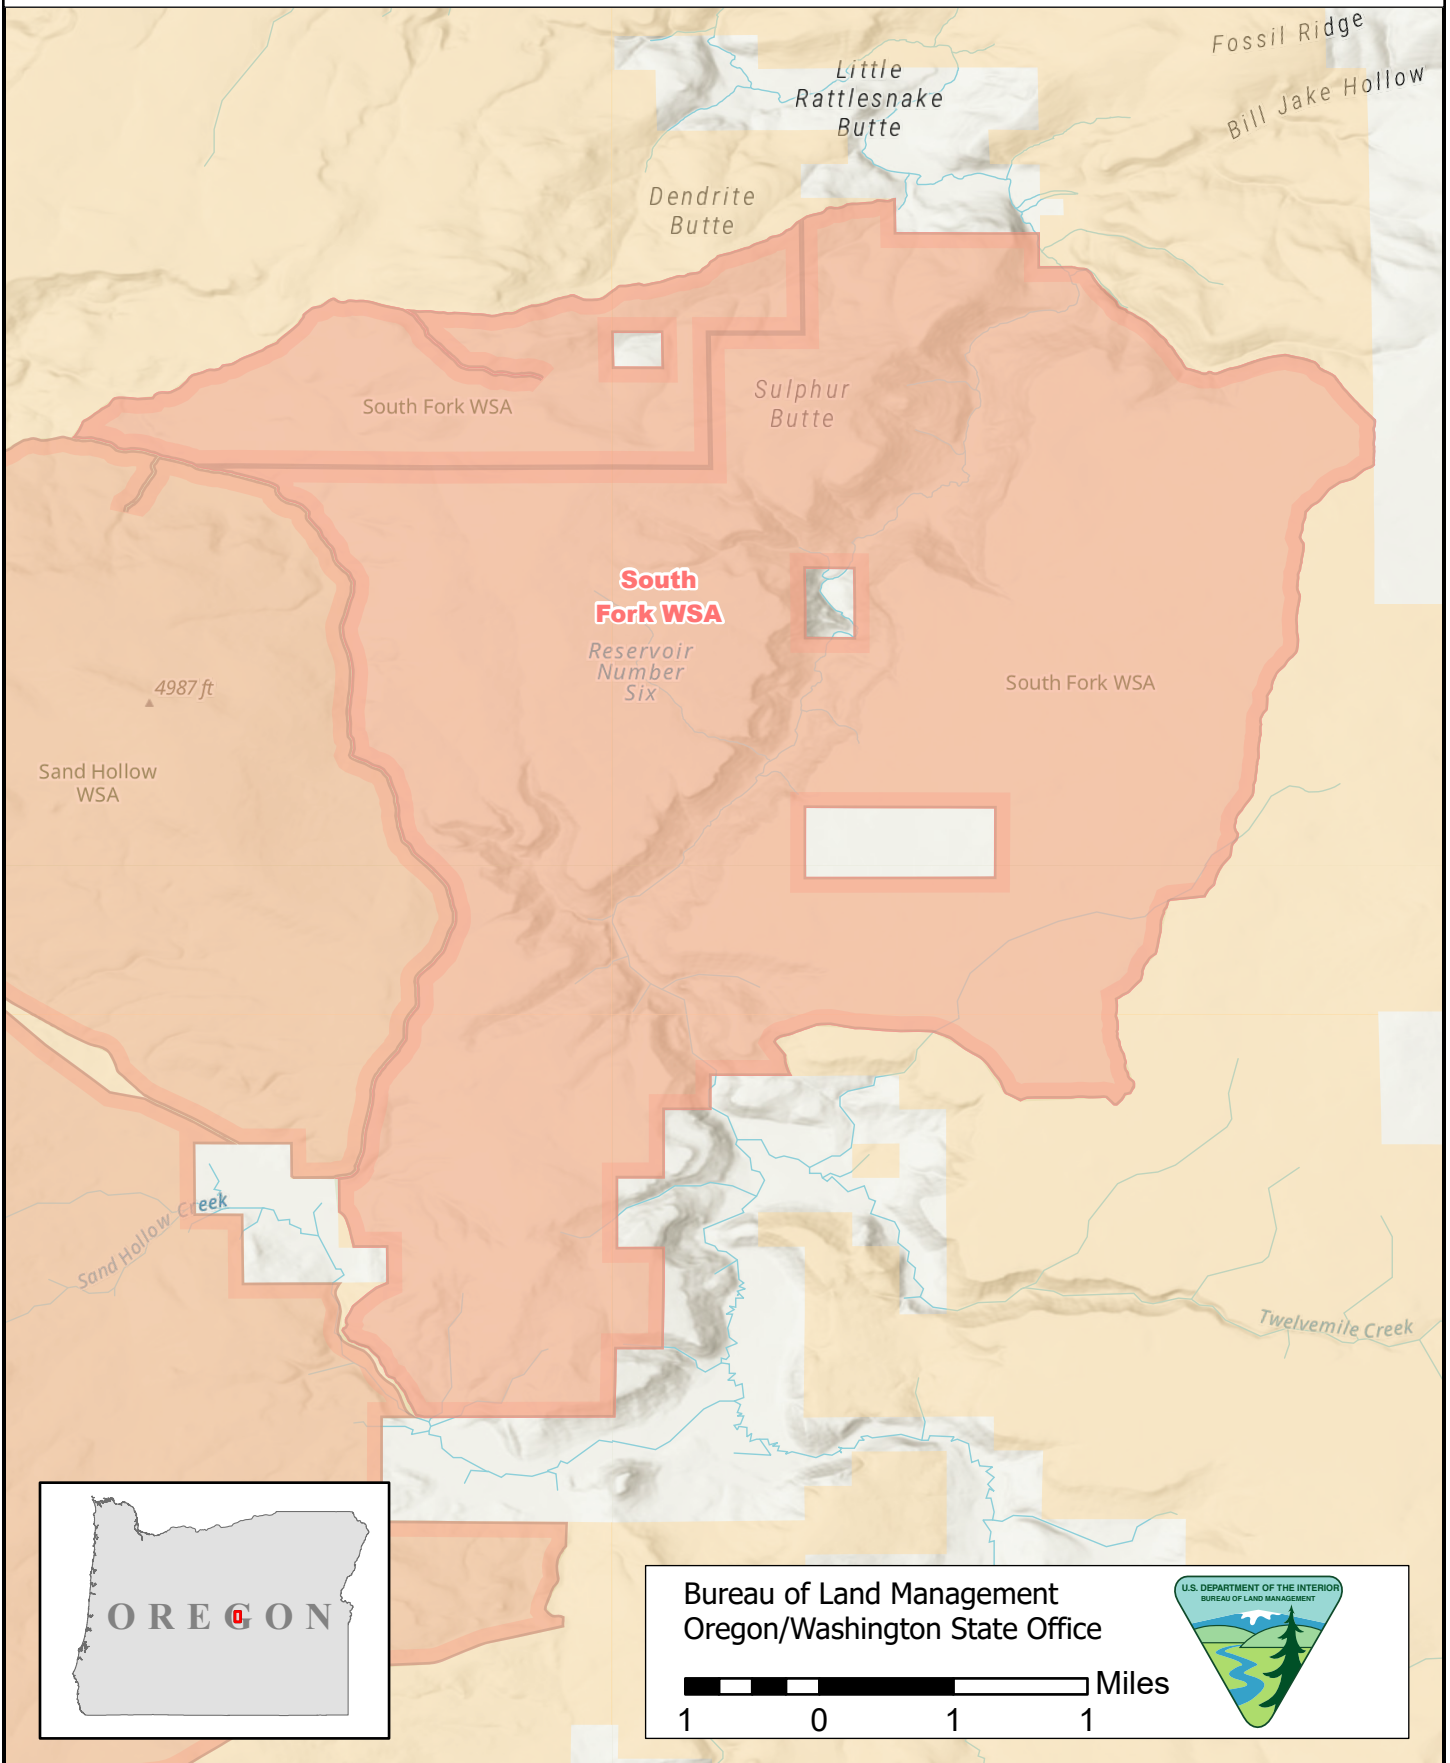 Fossil Ridge
Little
Rattlesnake
Butte
Bill Jake Hollow
Dendrite
Butte
Sulphur
Butte
South Fork WSA
South
Fork WSA
Reservoir
Number
Six
South Fork WSA
4987 ft
Sand Hollow
WSA
Sand Hollow Creek
Twelvemile Creek
OREGON
Bureau of Land Management
Oregon/Washington State Office
Miles
1 0 1 1
U.S. DEPARTMENT OF THE INTERIOR
BUREAU OF LAND MANAGEMENT